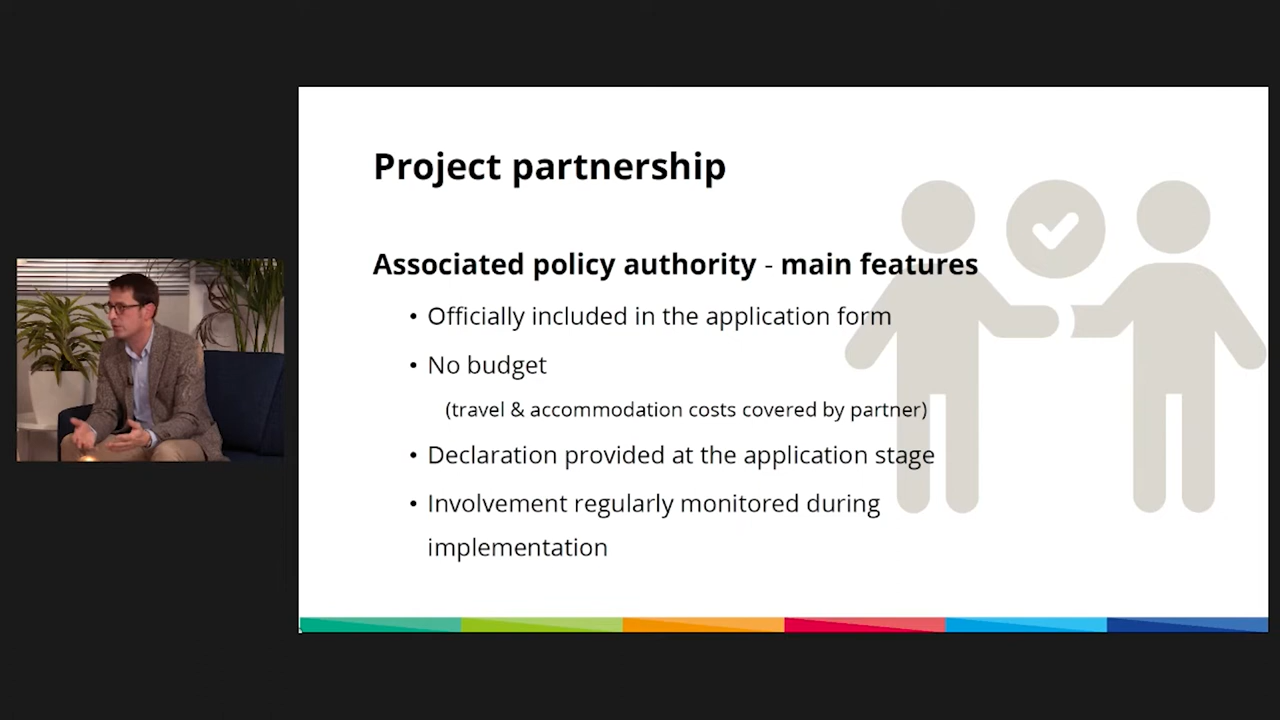 Project partnership
Associated policy authority - main features
• Officially included in the application form
• No budget
(travel & accommodation costs covered by partner)
• Declaration provided at the application stage
• Involvement regularly monitored during
implementation